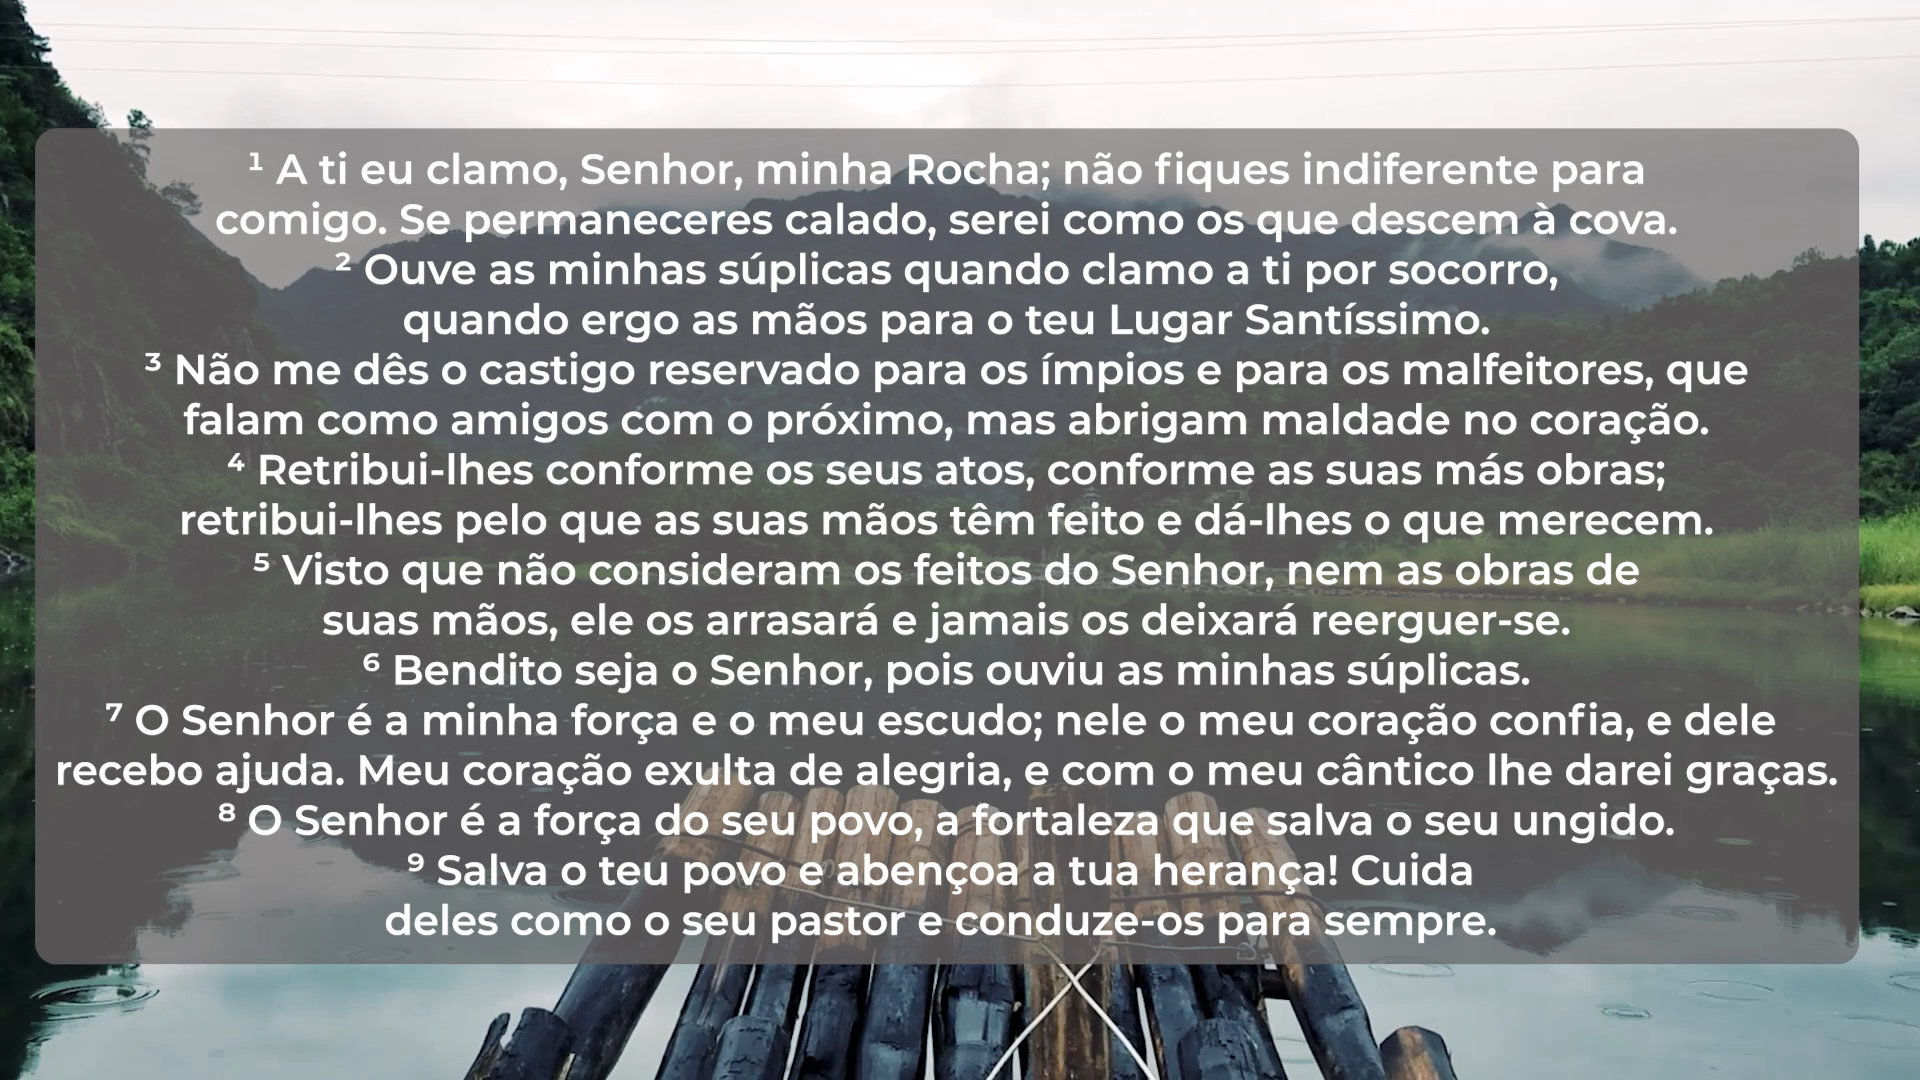 ¹ A ti eu clamo, Senhor, minha Rocha; não fiques indiferente para
comigo. Se permaneceres calado, serei como os que descem à cova.
² Ouve as minhas súplicas quando clamo a ti por socorro,
quando ergo as mãos para o teu Lugar Santíssimo.
³ Não me dês o castigo reservado para os ímpios e para os malfeitores, que
falam como amigos com o próximo, mas abrigam maldade no coração.
⁴ Retribui-lhes conforme os seus atos, conforme as suas más obras;
retribui-lhes pelo que as suas mãos têm feito e dá-lhes o que merecem.
⁵ Visto que não consideram os feitos do Senhor, nem as obras de
suas mãos, ele os arrasará e jamais os deixará reerguer-se.
⁶ Bendito seja o Senhor, pois ouviu as minhas súplicas.
⁷ O Senhor é a minha força e o meu escudo; nele o meu coração confia, e dele
recebo ajuda. Meu coração exulta de alegria, e com o meu cântico lhe darei graças.
⁸ O Senhor é a força do seu povo, a fortaleza que salva o seu ungido.
⁹ Salva o teu povo e abençoa a tua herança! Cuida
deles como o seu pastor e conduze-os para sempre.